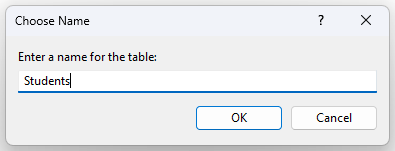 Choose Name
?
Enter a name for the table:
Students
OK
Cancel